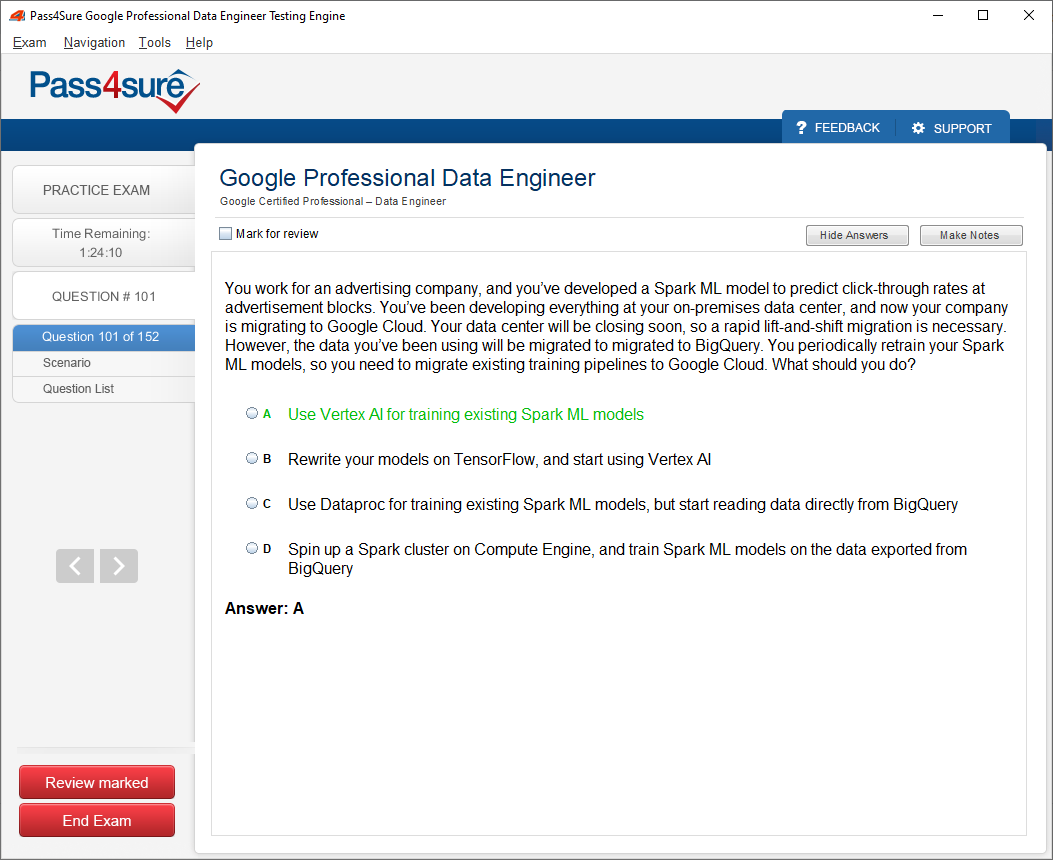 Pass4Sure Google Professional Data Engineer Testing Engine
Exam Navigation Tools Help
Pass4sure
? FEEDBACK SUPPORT
PRACTICE EXAM
Time Remaining:
1:24:10
QUESTION # 101
Question 101 of 152
Scenario
Question List
Review marked
End Exam
Google Professional Data Engineer
Google Certified Professional – Data Engineer
Mark for review
Hide Answers Make Notes
You work for an advertising company, and you’ve developed a Spark ML model to predict click-through rates at
advertisement blocks. You’ve been developing everything at your on-premises data center, and now your company
is migrating to Google Cloud. Your data center will be closing soon, so a rapid lift-and-shift migration is necessary.
However, the data you’ve been using will be migrated to migrated to BigQuery. You periodically retrain your Spark
ML models, so you need to migrate existing training pipelines to Google Cloud. What should you do?
A Use Vertex AI for training existing Spark ML models
B Rewrite your models on TensorFlow, and start using Vertex AI
C Use Dataproc for training existing Spark ML models, but start reading data directly from BigQuery
D Spin up a Spark cluster on Compute Engine, and train Spark ML models on the data exported from
BigQuery
Answer: A